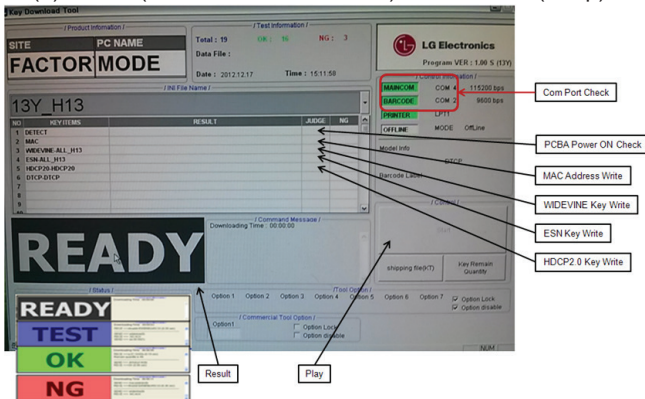 Key Download Tool
/ Product Information /
SITE
PC NAME
FACTOR MODE
/ Test Information /
Total : 19
OK : 16
NG : 3
Data File :
Date : 2012.12.17
Time : 15:11:50
LG Electronics
Program VER : 1.00 S (13Y)
/ INI File Name /
13Y_H13
/ Control Information /
MAINCOM COM 4 115200 bps
BARCODE COM 2 9600 bps
PRINTER LPT1
OFFLINE MODE OffLine
Com Port Check
NO KEY ITEMS RESULT JUDGE NG
1 DETECT
2 MAC
3 WIDEVINE-ALL_H13
4 ESN-ALL_H13
5 HDCP20-HDCP20
6 DTCP-DTCP
7
8
9
Model Info
DTCP
Barcode Label
PCBA Power ON Check
MAC Address Write
WIDEVINE Key Write
ESN Key Write
HDCP2.0 Key Write
READY
/ Command Message /
Downloading Time : 00:00:00
/ Control /
shipping file(KT)
Key Remain
Quantity
/ Status /
READY
TEST
OK
NG
/Tool Option /
Option 1 Option 2 Option 3 Option 4 Option 5 Option 6 Option 7
Option Lock
Option disable
/ Commercial Tool Option /
Option1
Option Lock
Option disable
NUM
Result
Play